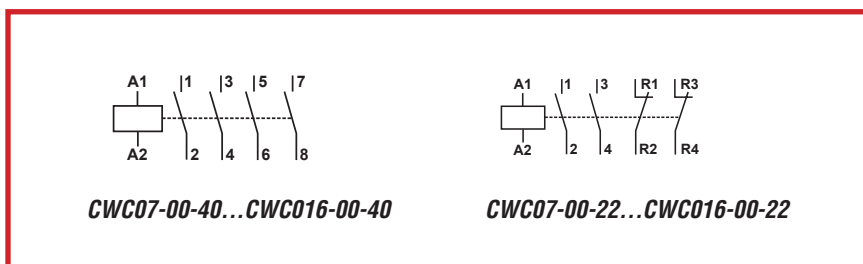 A1 1 3 5 7
A2 2 4 6 8
CWC07-00-40...CWC016-00-40
A1 1 3 R1 R3
A2 2 4 R2 R4
CWC07-00-22...CWC016-00-22